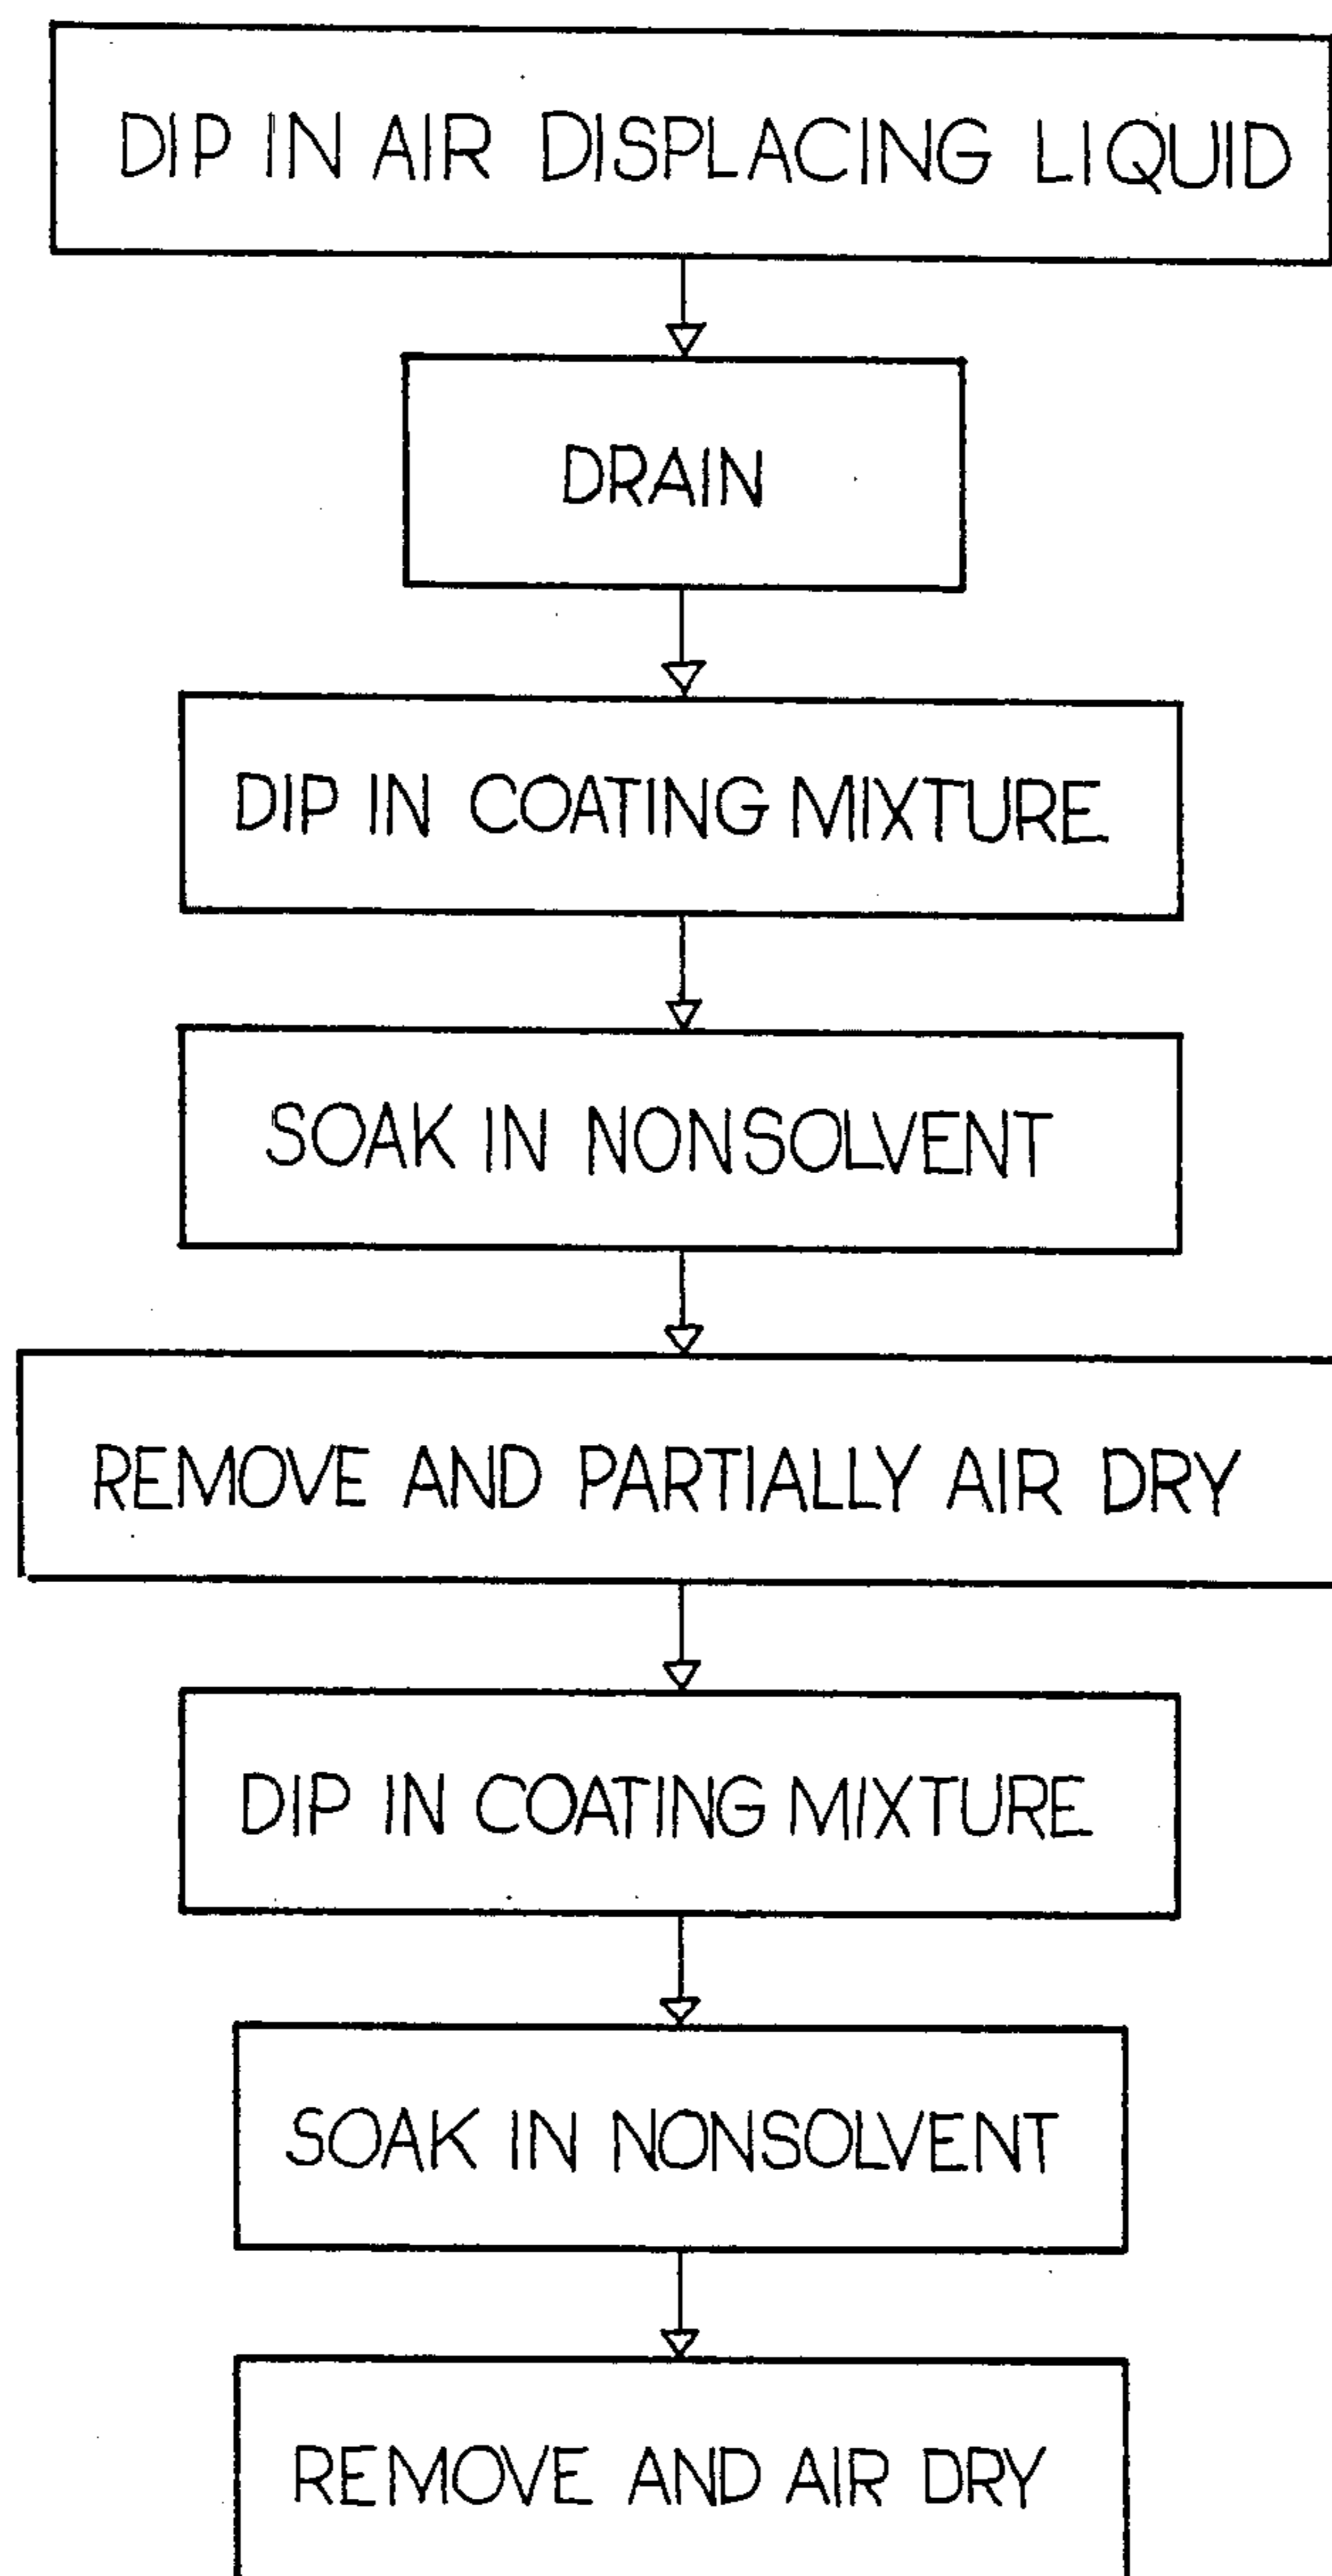 DIP IN AIR DISPLACING LIQUID
DRAIN
DIP IN COATING MIXTURE
SOAK IN NONSOLVENT
REMOVE AND PARTIALLY AIR DRY
DIP IN COATING MIXTURE
SOAK IN NONSOLVENT
REMOVE AND AIR DRY